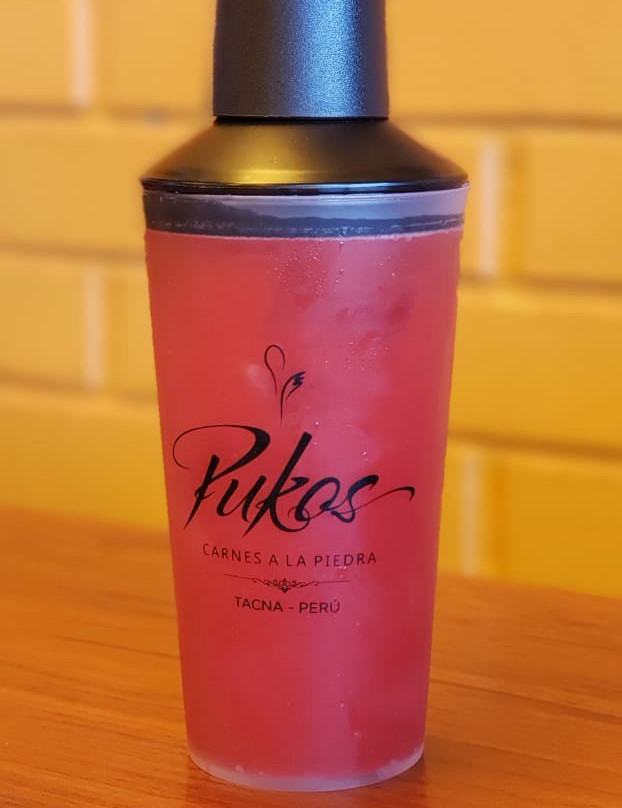 Pukos
CARNES A LA PIEDRA
TACNA - PERÚ